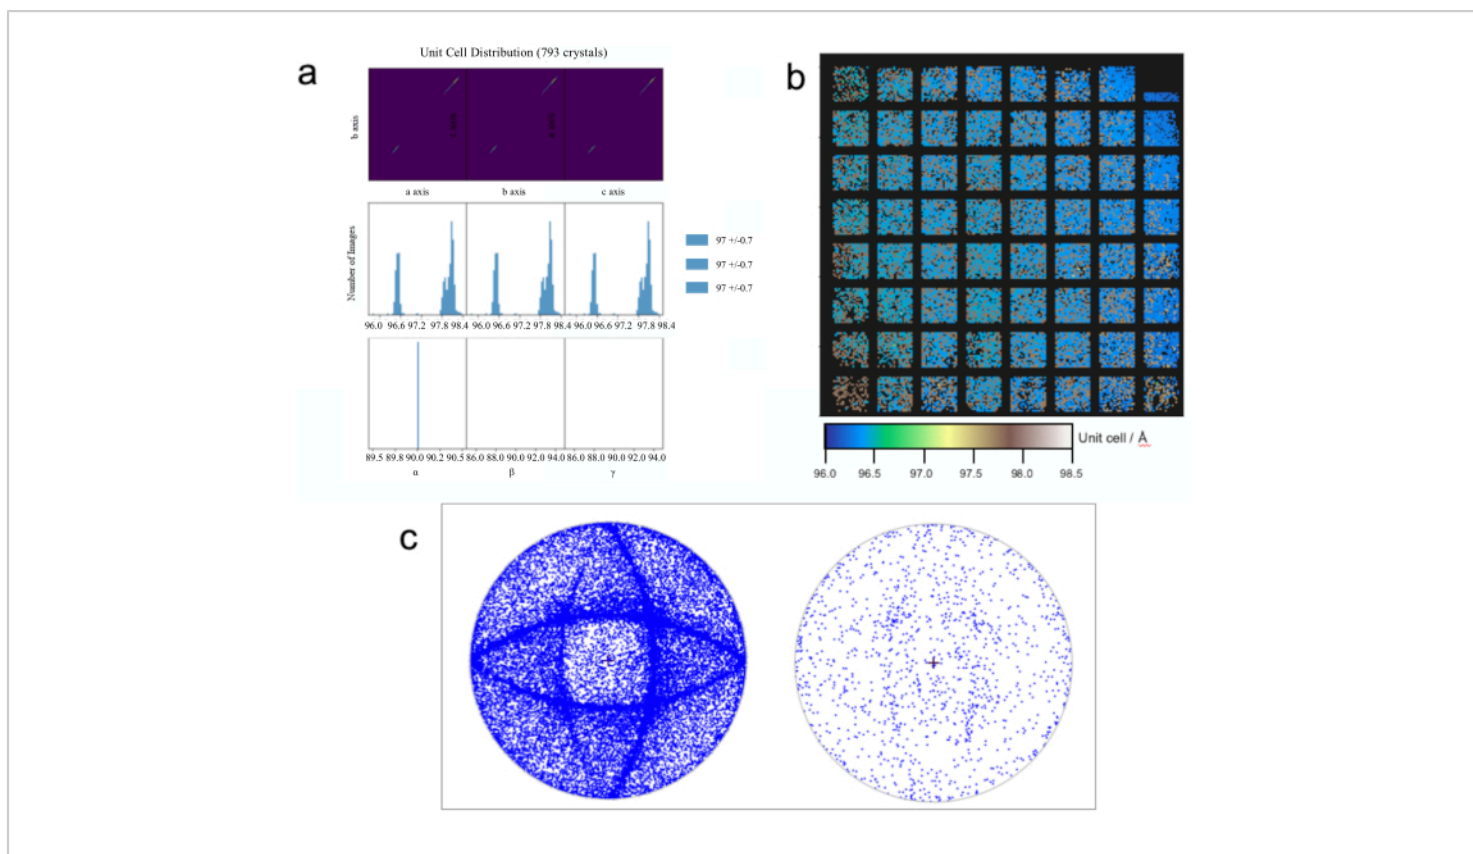 a
Unit Cell Distribution (793 crystals)
b axis
c axis
a axis
a axis b axis c axis
Number of Images
97 +/-0.7
97 +/-0.7
97 +/-0.7
96.0 96.6 97.2 97.8 98.4 96.0 96.6 97.2 97.8 98.4 96.0 96.6 97.2 97.8 98.4
89.5 89.8 90.0 90.2 90.5 86.0 88.0 90.0 92.0 94.0 86.0 88.0 90.0 92.0 94.0
α β γ
b
Unit cell / Å
96.0 96.5 97.0 97.5 98.0 98.5
c